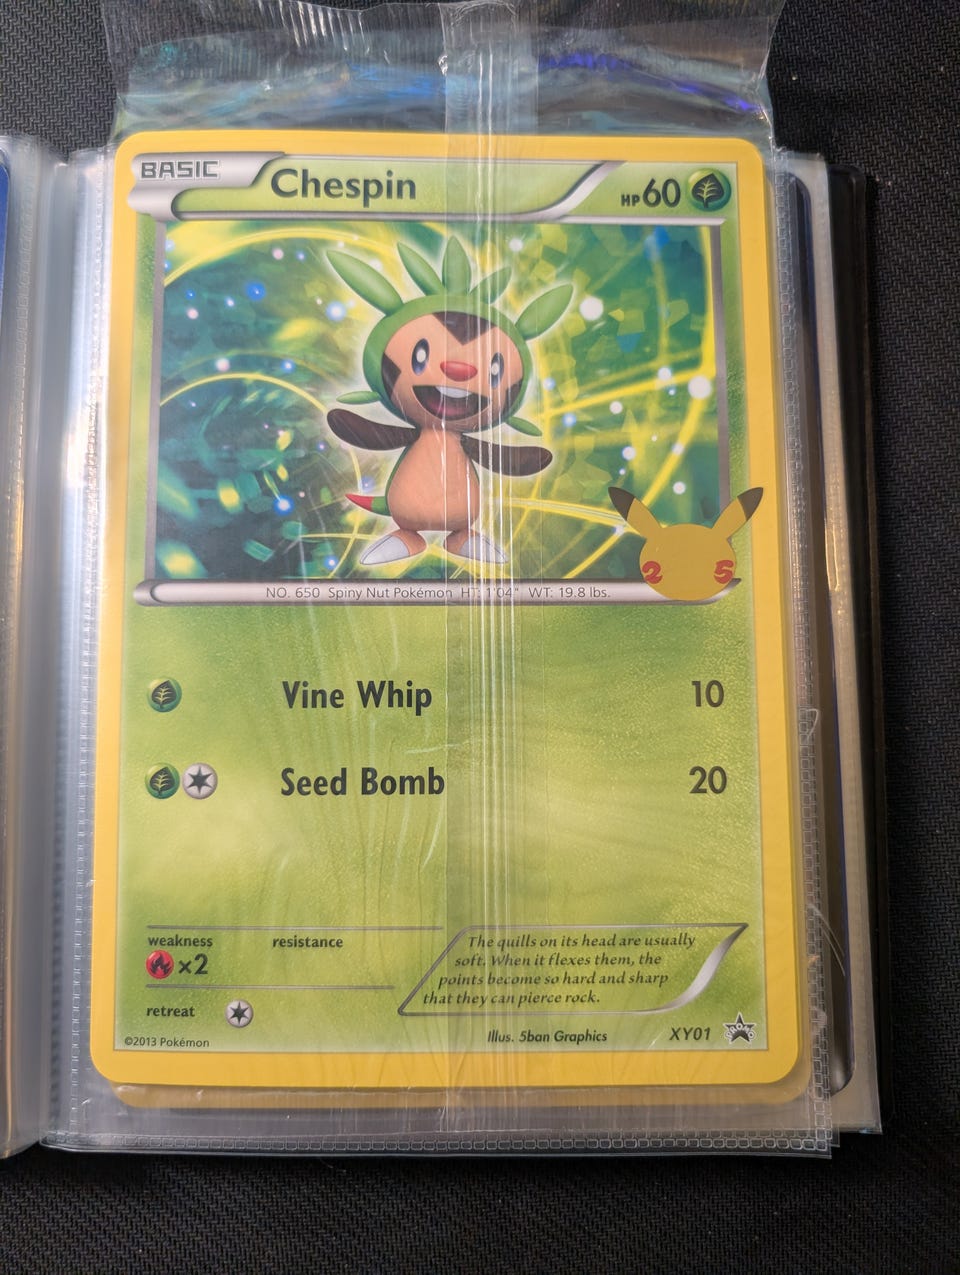 BASIC
Chespin
HP 60
25
NO. 650 Spiny Nut Pokémon HT: 1'04" WT: 19.8 lbs.
Vine Whip 10
Seed Bomb 20
weakness resistance
×2
The quills on its head are usually
soft. When it flexes them, the
points become so hard and sharp
that they can pierce rock.
retreat
©2013 Pokémon
Illus. 5ban Graphics
XY01
PROMO